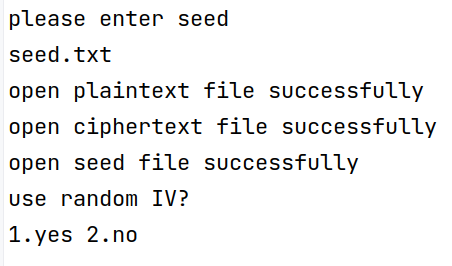 please enter seed
seed.txt
open plaintext file successfully
open ciphertext file successfully
open seed file successfully
use random IV?
1.yes 2.no